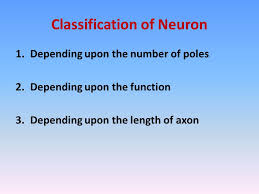 Classification of Neuron
1. Depending upon the number of poles
2. Depending upon the function
3. Depending upon the length of axon